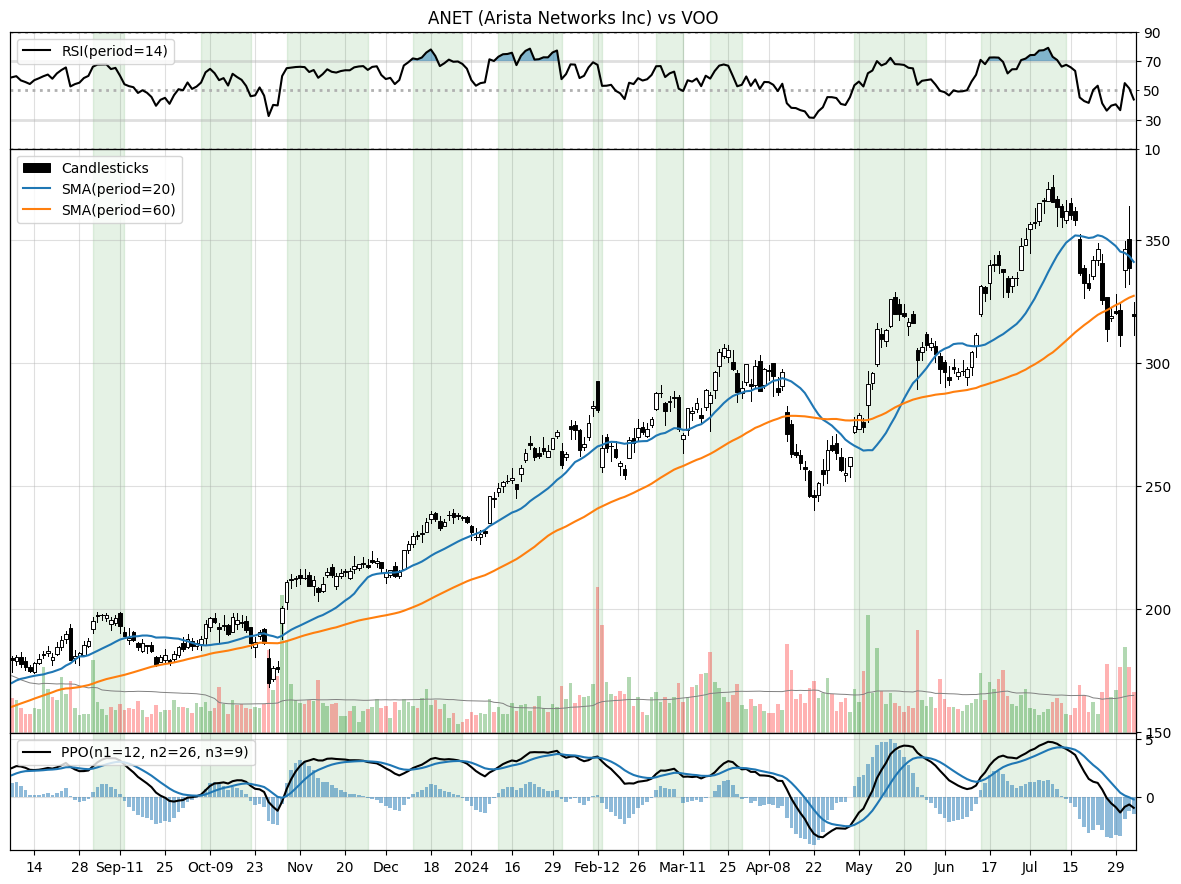 ANET (Arista Networks Inc) vs VOO
RSI(period=14)
90
70
50
30
10
Candlesticks
SMA(period=20)
SMA(period=60)
350
300
250
200
150
PPO(n1=12, n2=26, n3=9)
5
0
14 28 Sep-11 25 Oct-09 23 Nov 20 Dec 18 2024 16 29 Feb-12 26 Mar-11 25 Apr-08 22 May 20 Jun 17 Jul 15 29